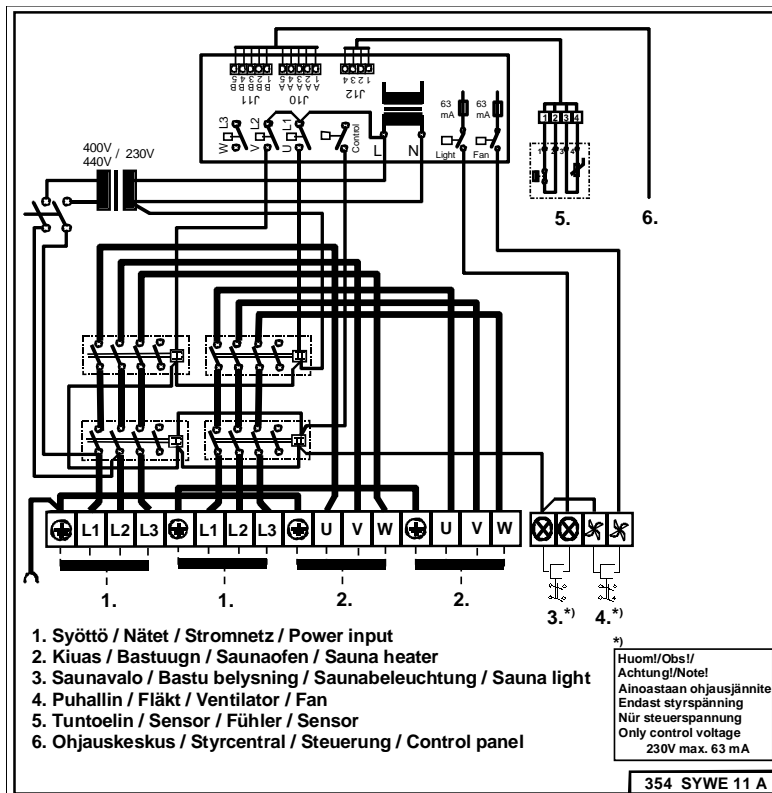 B B B B B
5 4 3 2 1
J11
A A A A A
5 4 3 2 1
J10
1 2 3 4
J12
63 mA
63 mA
W L3
V L2
U L1
Control
L N
Light Fan
400V
440V / 230V
1 2 3 4
1 2 3 4
5.
6.
L1 L2 L3 L1 L2 L3 U V W U V W
1. 1. 2. 2.
3.*) 4.*)
1. Syöttö / Nätet / Stromnetz / Power input
2. Kiuas / Bastuugn / Saunaofen / Sauna heater
3. Saunavalo / Bastu belysning / Saunabeleuchtung / Sauna light
4. Puhallin / Fläkt / Ventilator / Fan
5. Tuntoelin / Sensor / Fühler / Sensor
6. Ohjauskeskus / Styrcentral / Steuerung / Control panel
*)
Huom!/Obs!/
Achtung!/Note!
Ainoastaan ohjausjännite
Endast styrspänning
Nür steuerspannung
Only control voltage
230V max. 63 mA
354 SYWE 11 A